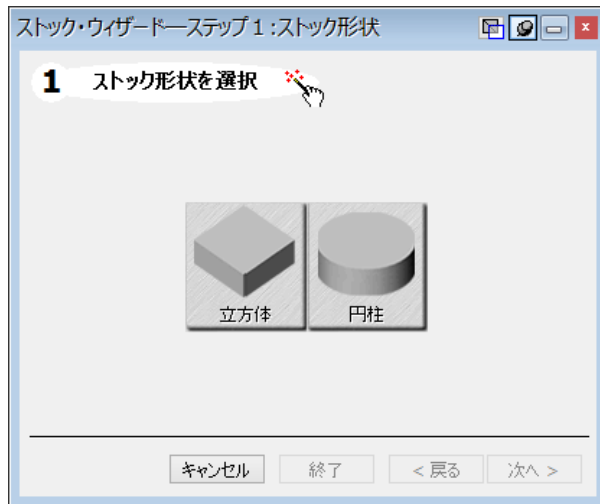 ストック・ウィザード──ステップ1:ストック形状
1 ストック形状を選択
立方体 円柱
キャンセル 終了 < 戻る 次へ >